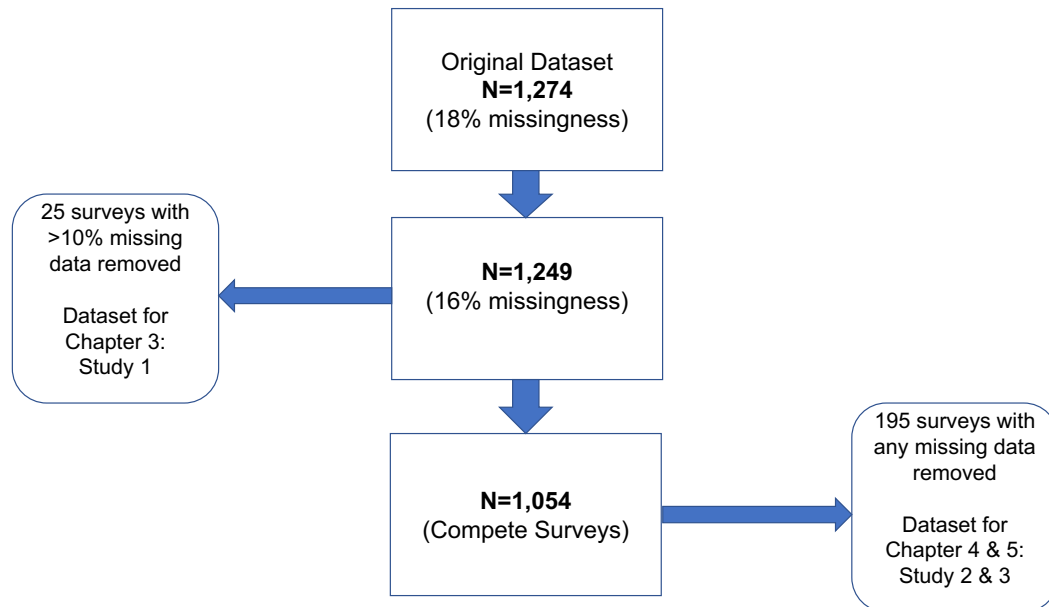 Original Dataset
N=1,274
(18% missingness)
25 surveys with
>10% missing
data removed
Dataset for
Chapter 3:
Study 1
N=1,249
(16% missingness)
N=1,054
(Compete Surveys)
195 surveys with
any missing data
removed
Dataset for
Chapter 4 & 5:
Study 2 & 3